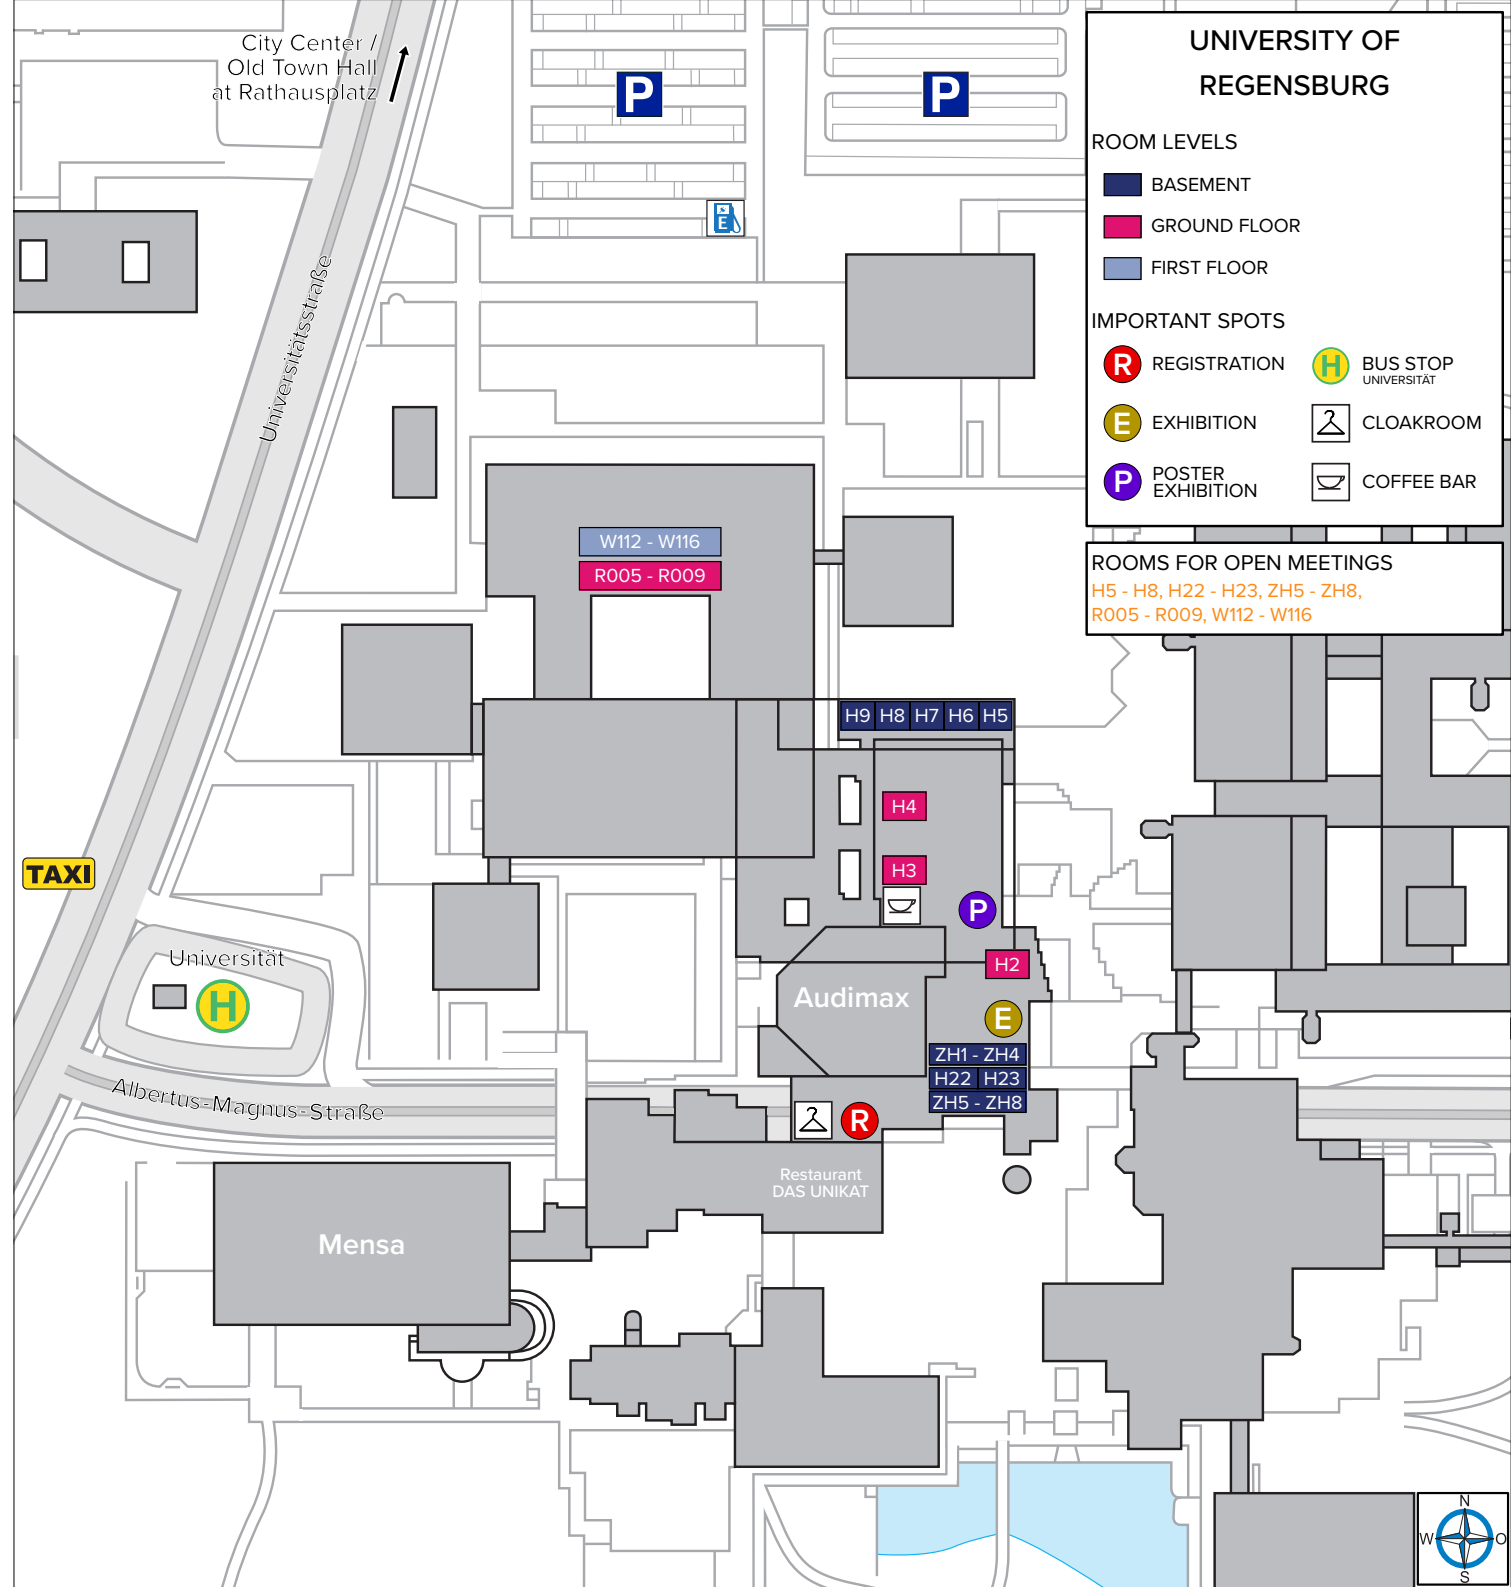 UNIVERSITY OF
REGENSBURG
ROOM LEVELS
BASEMENT
GROUND FLOOR
FIRST FLOOR
IMPORTANT SPOTS
R REGISTRATION
H BUS STOP
UNIVERSITÄT
E EXHIBITION
CLOAKROOM
P POSTER
EXHIBITION
COFFEE BAR
ROOMS FOR OPEN MEETINGS
H5 - H8, H22 - H23, ZH5 - ZH8,
R005 - R009, W112 - W116
City Center /
Old Town Hall
at Rathausplatz
P
P
E
Universitätsstraße
W112 - W116
R005 - R009
H9 H8 H7 H6 H5
H4
H3
P
H2
TAXI
Universität
H
Audimax
E
ZH1 - ZH4
H22 H23
ZH5 - ZH8
Albertus-Magnus-Straße
R
Restaurant
DAS UNIKAT
Mensa
N
W O
S